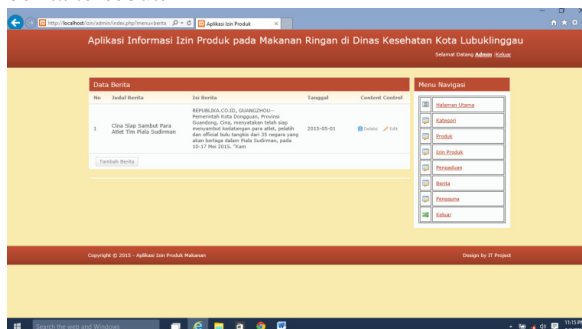 http://localhost/izin/admin/index.php?menu=berita
Aplikasi Izin Produk
Aplikasi Informasi Izin Produk pada Makanan Ringan di Dinas Kesehatan Kota Lubuklinggau
Selamat Datang Admin |Keluar
Data Berita
No Judul Berita Isi Berita Tanggal Content Control
1 Cina Siap Sambut Para Atlet Tim Piala Sudirman
REPUBLIKA.CO.ID, GUANGZHOU--
Pemerintah Kota Dongguan, Provinsi
Guandong, Cina, menyatakan telah siap
menyambut kedatangan para atlet, pelatih
dan official bulu tangkis dari 35 negara yang
akan berlaga dalam Piala Sudirman, pada
10-17 Mei 2015. "Kam
2015-05-01 Delete Edit
Tambah Berita
Menu Navigasi
Halaman Utama
Kategori
Produk
Izin Produk
Pengaduan
Berita
Pengguna
Keluar
Copyright © 2015 - Aplikasi Izin Produk Makanan
Design by IT Project
Search the web and Windows
11:11 PM